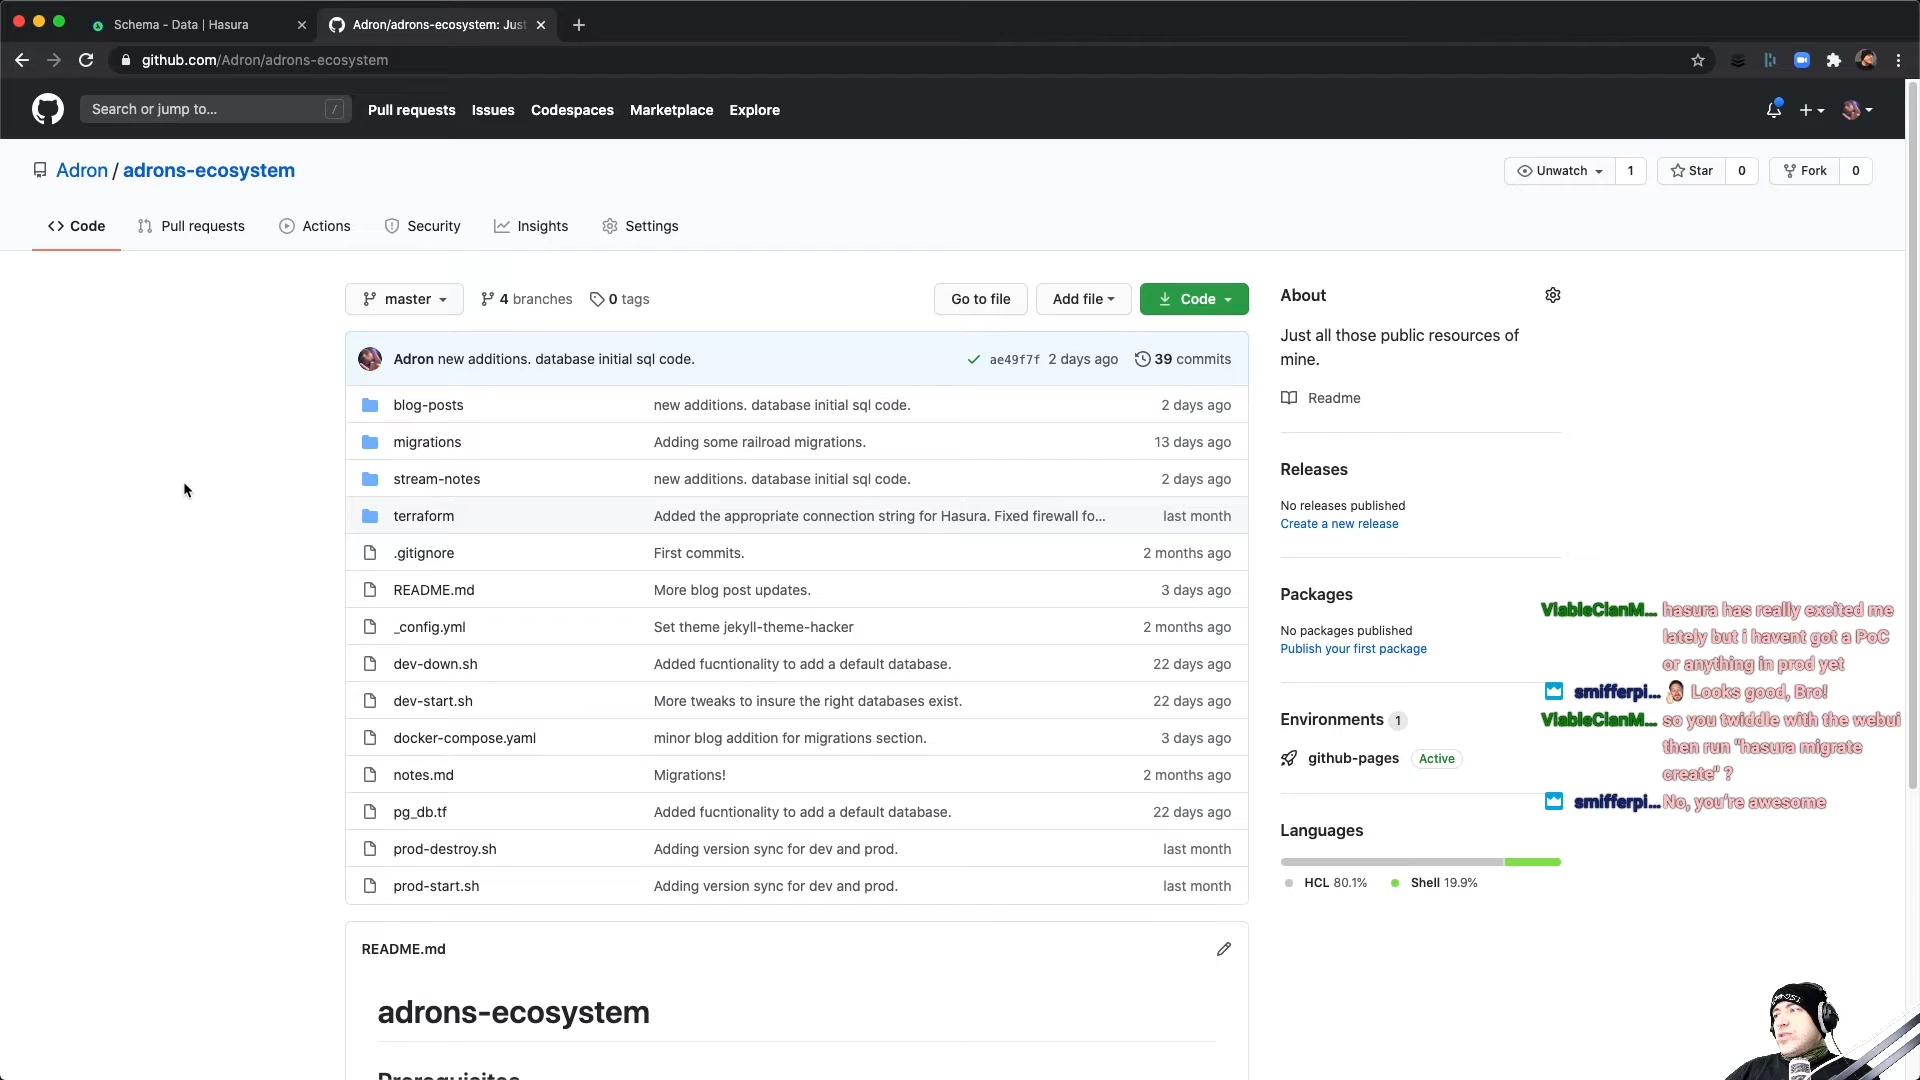 Schema - Data | Hasura
Adron/adrons-ecosystem: Just
github.com/Adron/adrons-ecosystem
Search or jump to... /
Pull requests Issues Codespaces Marketplace Explore
Adron / adrons-ecosystem
Unwatch 1 Star 0 Fork 0
Code Pull requests Actions Security Insights Settings
master 4 branches 0 tags Go to file Add file Code
Adron new additions. database initial sql code. ae49f7f 2 days ago 39 commits
blog-posts new additions. database initial sql code. 2 days ago
migrations Adding some railroad migrations. 13 days ago
stream-notes new additions. database initial sql code. 2 days ago
terraform Added the appropriate connection string for Hasura. Fixed firewall fo... last month
.gitignore First commits. 2 months ago
README.md More blog post updates. 3 days ago
_config.yml Set theme jekyll-theme-hacker 2 months ago
dev-down.sh Added fucntionality to add a default database. 22 days ago
dev-start.sh More tweaks to insure the right databases exist. 22 days ago
docker-compose.yaml minor blog addition for migrations section. 3 days ago
notes.md Migrations! 2 months ago
pg_db.tf Added fucntionality to add a default database. 22 days ago
prod-destroy.sh Adding version sync for dev and prod. last month
prod-start.sh Adding version sync for dev and prod. last month
README.md
adrons-ecosystem
Prerequisites
About
Just all those public resources of
mine.
Readme
Releases
No releases published
Create a new release
Packages
No packages published
Publish your first package
Environments 1
github-pages Active
Languages
HCL 80.1% Shell 19.9%
ViableClanM... hasura has really excited me
lately but i havent got a PoC
or anything in prod yet
smifferpi... Looks good, Bro!
ViableClanM... so you twiddle with the webui
then run "hasura migrate
create" ?
smifferpi... No, you're awesome